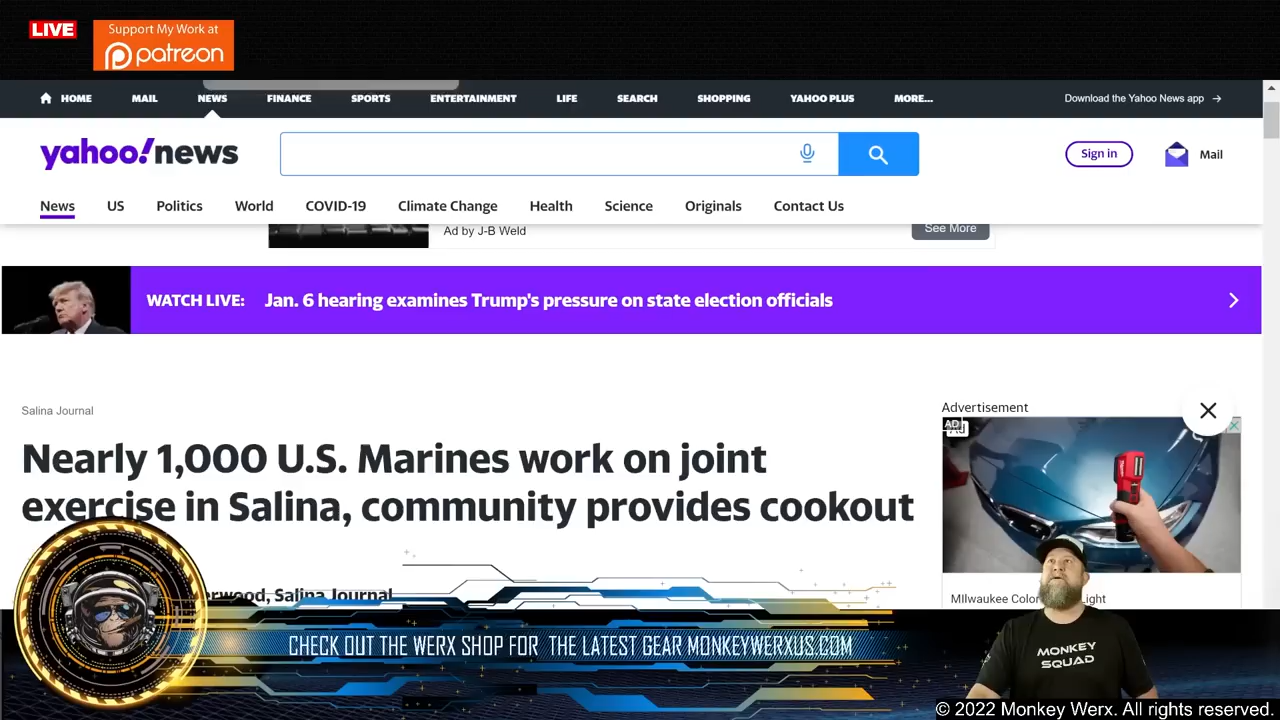 LIVE
Support My Work at
patreon
HOME MAIL NEWS FINANCE SPORTS ENTERTAINMENT LIFE SEARCH SHOPPING YAHOO PLUS MORE... Download the Yahoo News app →
yahoo!news
Sign in
Mail
News US Politics World COVID-19 Climate Change Health Science Originals Contact Us
Ad by J-B Weld
See More
WATCH LIVE: Jan. 6 hearing examines Trump's pressure on state election officials
Salina Journal
Advertisement
AD
Nearly 1,000 U.S. Marines work on joint
exercise in Salina, community provides cookout
Salina Journal
MIlwaukee Color
Light
CHECK OUT THE WERX SHOP FOR THE LATEST GEAR MONKEYWERXUS.COM
MONKEY
SQUAD
© 2022 Monkey Werx. All rights reserved.